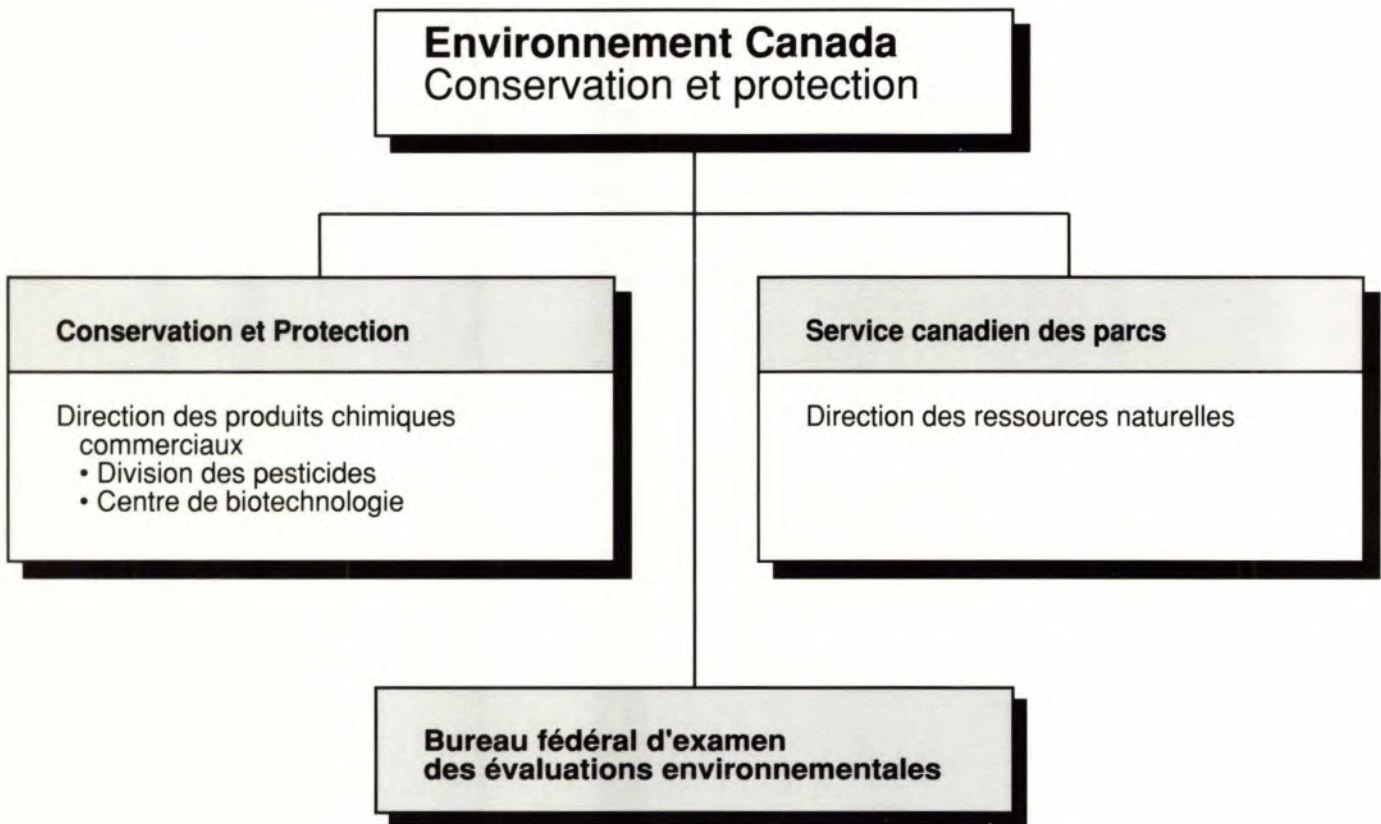 Environnement Canada
Conservation et protection
Conservation et Protection
Direction des produits chimiques
commerciaux
• Division des pesticides
• Centre de biotechnologie
Service canadien des parcs
Direction des ressources naturelles
Bureau fédéral d'examen
des évaluations environnementales